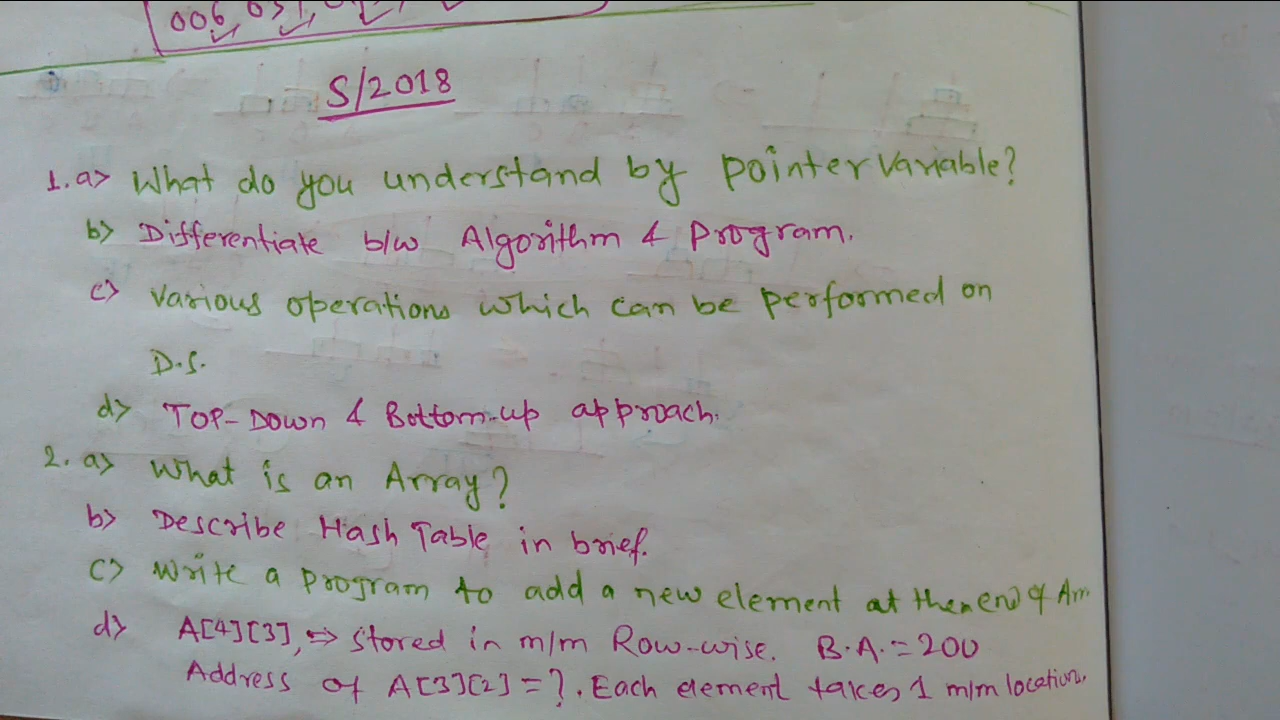 006, 031,
S/2018
1. a> What do you understand by pointer Variable?
b> Differentiate b/w Algorithm & Program.
c> Various operations which can be performed on
D.S.
d> TOP-DOWN & Bottom-up approach.
2. a> What is an Array?
b> Describe Hash Table in brief.
c> Write a program to add a new element at the end of Arr
d> A[4][3], => stored in m/m Row-wise. B.A. = 200
Address of A[3][2] = ?. Each element takes 1 m/m location.